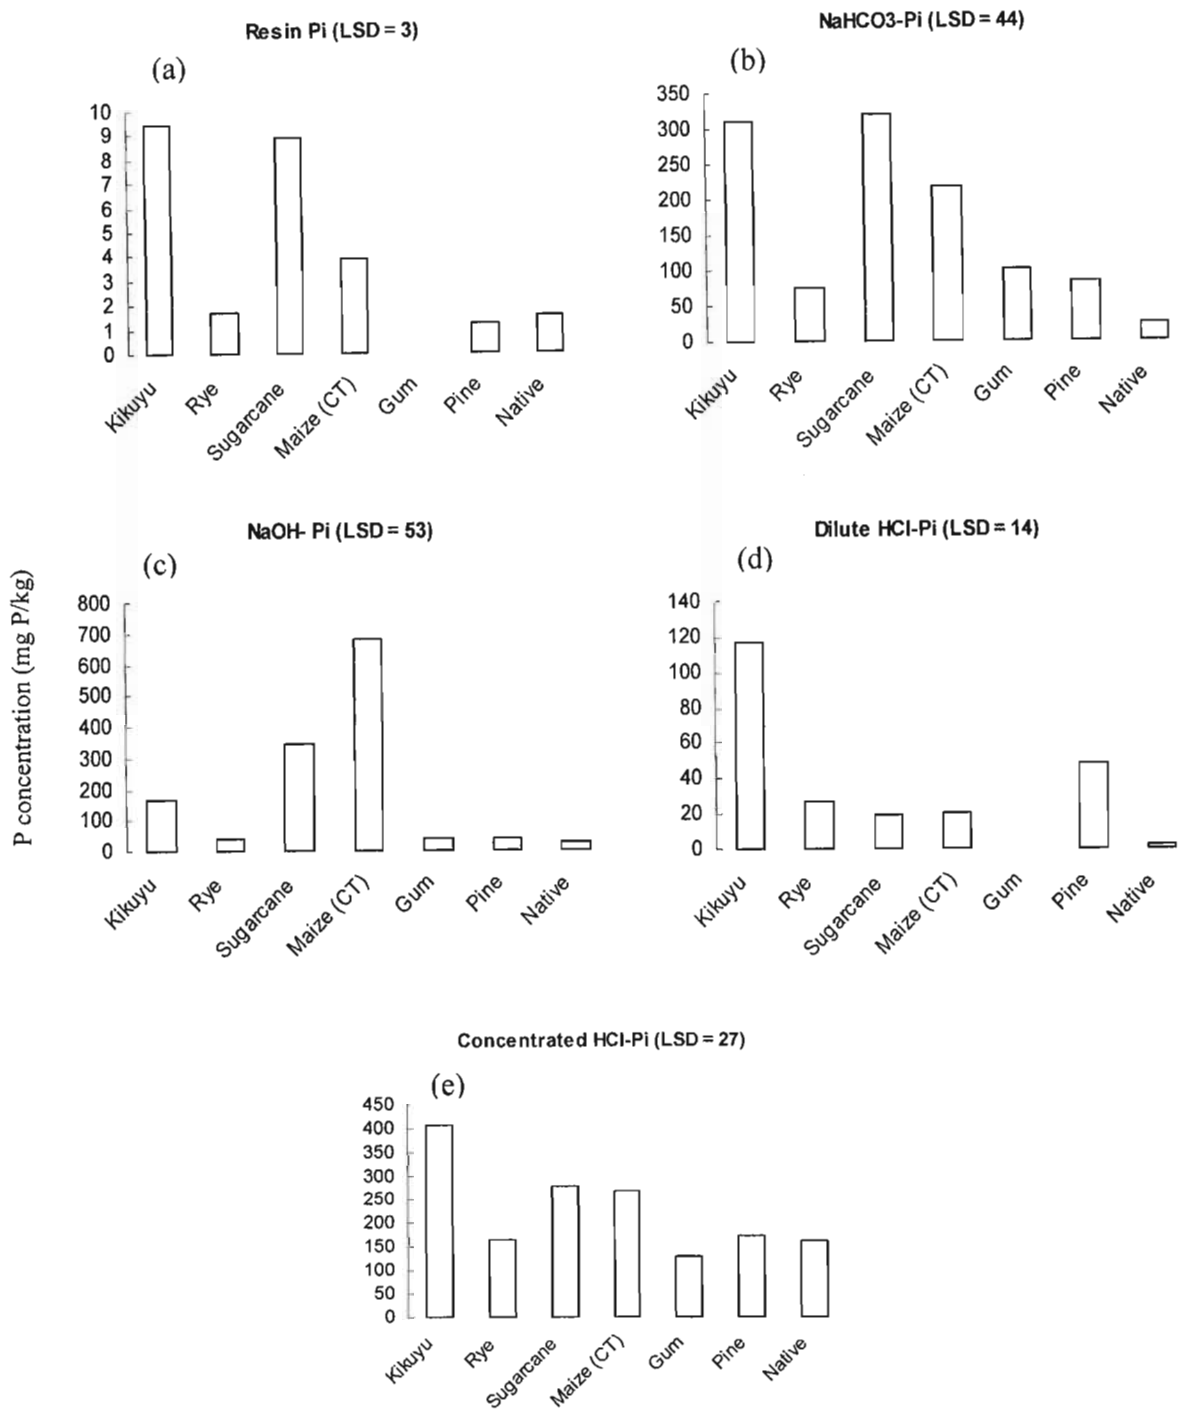 Resin Pi (LSD = 3)
(a)
10
9
8
7
6
5
4
3
2
1
0
Kikuyu
Rye
Sugarcane
Maize (CT)
Gum
Pine
Native
NaHCO3-Pi (LSD = 44)
(b)
350
300
250
200
150
100
50
0
Kikuyu
Rye
Sugarcane
Maize (CT)
Gum
Pine
Native
P concentration (mg P/kg)
NaOH- Pi (LSD = 53)
(c)
800
700
600
500
400
300
200
100
0
Kikuyu
Rye
Sugarcane
Maize (CT)
Gum
Pine
Native
Dilute HCl-Pi (LSD = 14)
(d)
140
120
100
80
60
40
20
0
Kikuyu
Rye
Sugarcane
Maize (CT)
Gum
Pine
Native
Concentrated HCl-Pi (LSD = 27)
(e)
450
400
350
300
250
200
150
100
50
0
Kikuyu
Rye
Sugarcane
Maize (CT)
Gum
Pine
Native